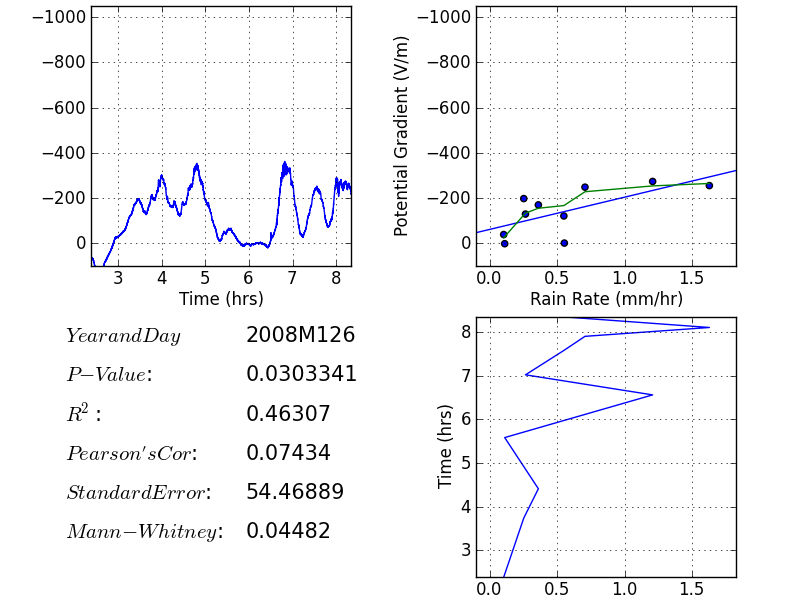 −1000
−800
−600
−400
−200
0
3 4 5 6 7 8
Time (hrs)
Potential Gradient (V/m)
−1000
−800
−600
−400
−200
0
0.0 0.5 1.0 1.5
Rain Rate (mm/hr)
YearandDay 2008M126
P−Value: 0.0303341
R² : 0.46307
Pearson'sCor: 0.07434
StandardError: 54.46889
Mann−Whitney: 0.04482
Time (hrs)
8
7
6
5
4
3
0.0 0.5 1.0 1.5